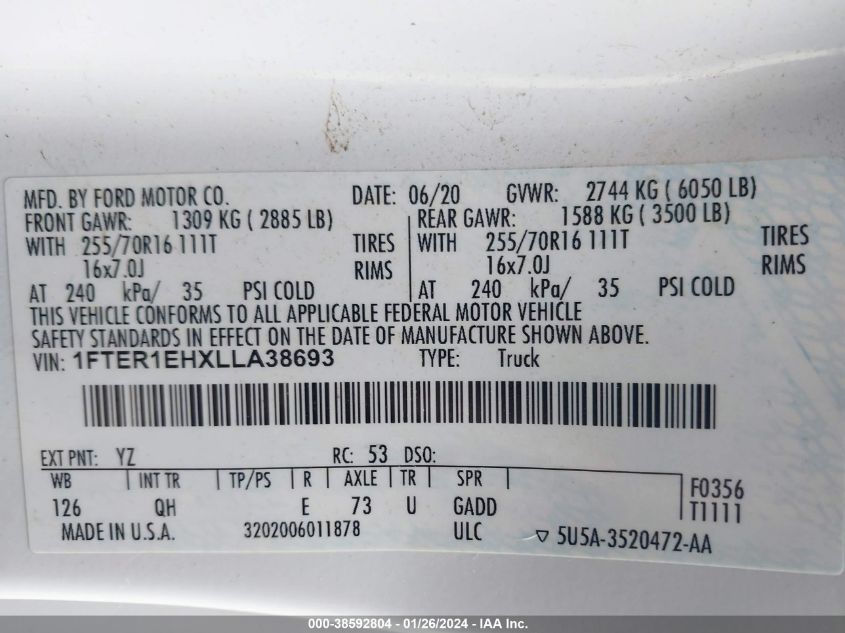 MFD. BY FORD MOTOR CO. DATE: 06/20 GVWR: 2744 KG ( 6050 LB)
FRONT GAWR: 1309 KG ( 2885 LB) REAR GAWR: 1588 KG ( 3500 LB)
WITH 255/70R16 111T TIRES WITH 255/70R16 111T TIRES
16x7.0J RIMS 16x7.0J RIMS
AT 240 kPa/ 35 PSI COLD AT 240 kPa/ 35 PSI COLD
THIS VEHICLE CONFORMS TO ALL APPLICABLE FEDERAL MOTOR VEHICLE
SAFETY STANDARDS IN EFFECT ON THE DATE OF MANUFACTURE SHOWN ABOVE.
VIN: 1FTER1EHXLLA38693 TYPE: Truck
EXT PNT: YZ RC: 53 DSO:
WB INT TR TP/PS R AXLE TR SPR F0356
126 QH E 73 U GADD T1111
MADE IN U.S.A. 3202006011878 ULC ▽ 5U5A-3520472-AA
000-38592804 - 01/26/2024 - IAA Inc.